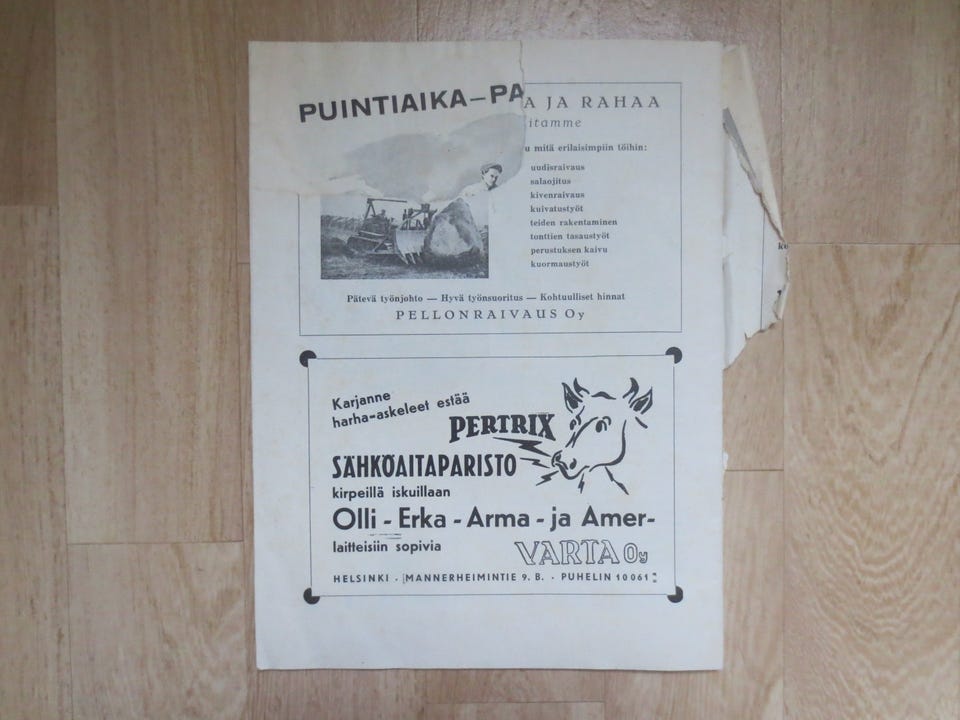 PUINTIAIKA–PA
A JA RAHAA
itamme
u mitä erilaisimpiin töihin:
uudisraivaus
salaojitus
kivenraivaus
kuivatustyöt
teiden rakentaminen
tonttien tasaustyöt
perustuksen kaivu
kuormaustyöt
Pätevä työnjohto — Hyvä työnsuoritus — Kohtuulliset hinnat
PELLONRAIVAUS Oy
Karjanne
harha-askeleet estää
PERTRIX
SÄHKÖAITAPARISTO
kirpeillä iskuillaan
Olli - Erka - Arma - ja Amer-
laitteisiin sopivia
VARTA Oy
HELSINKI . MANNERHEIMINTIE 9. B. · PUHELIN 10061